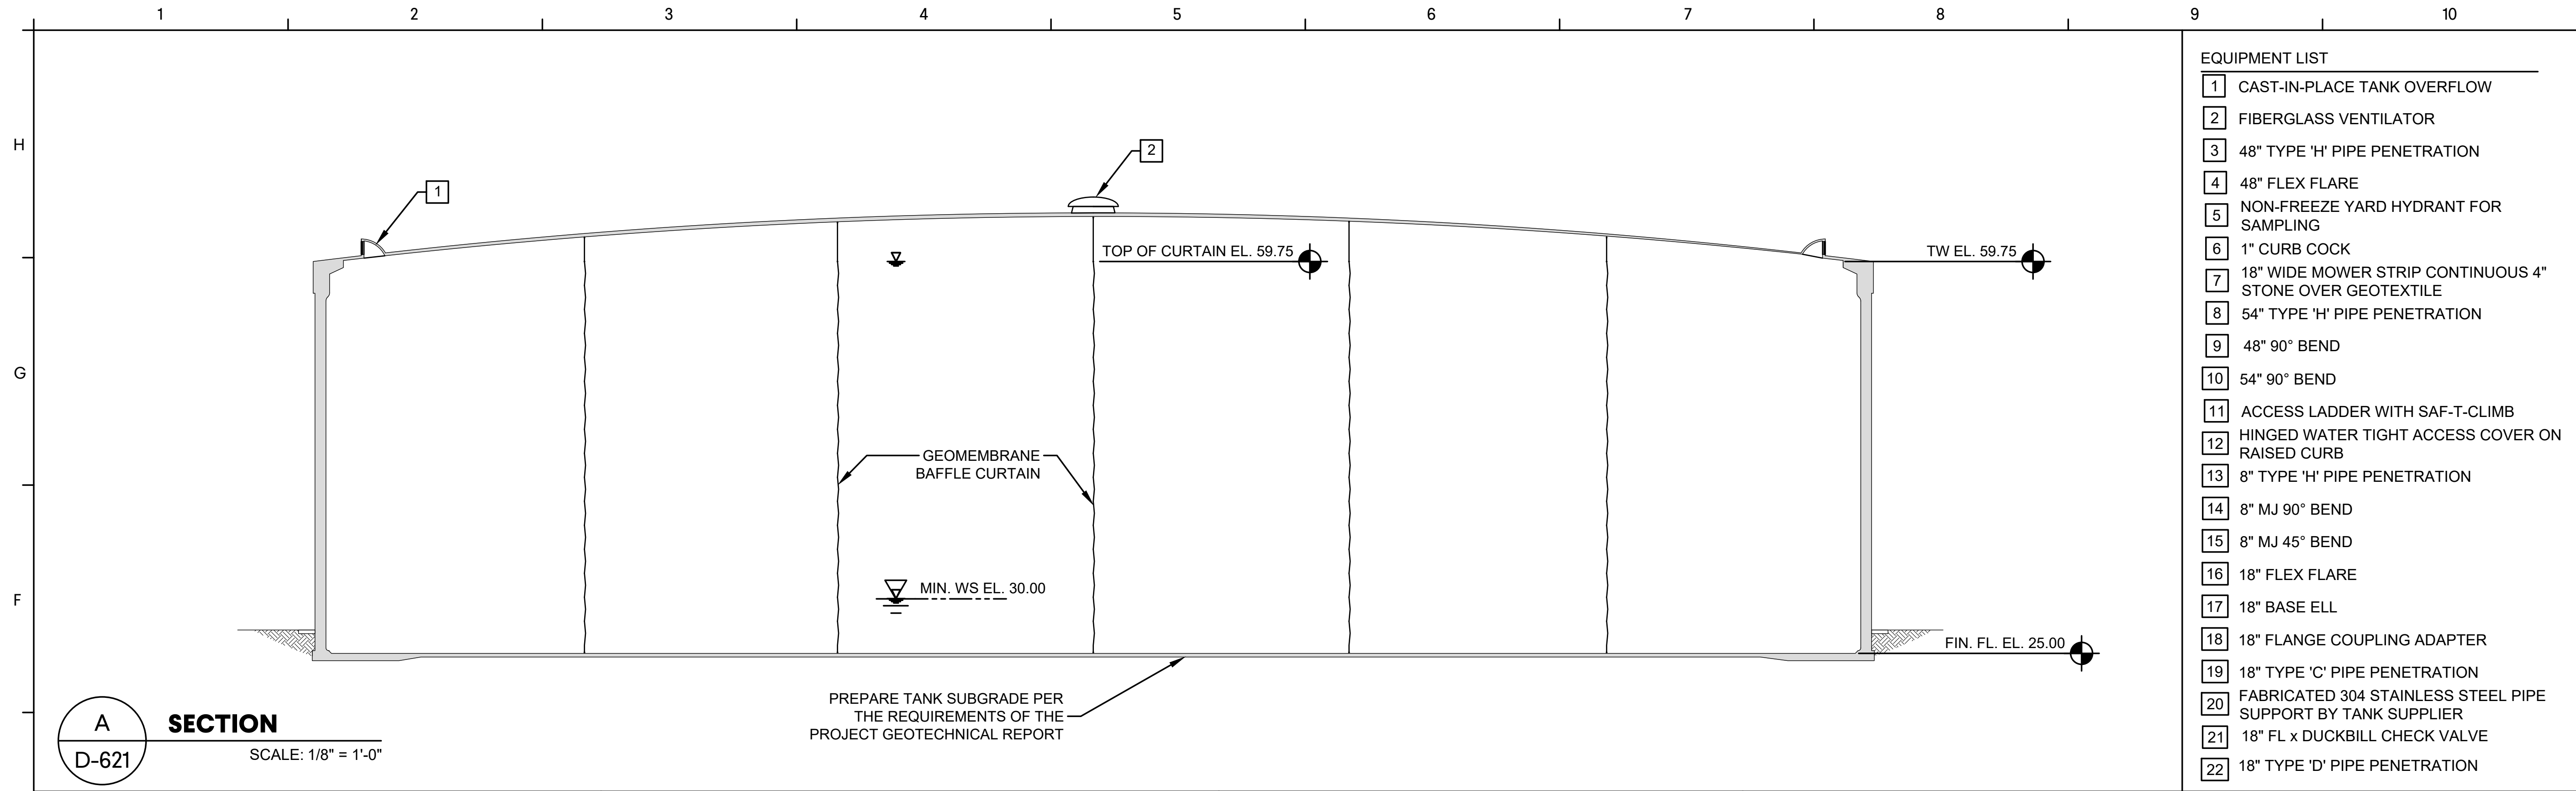 1 2 3 4 5 6 7 8 9 10
H
G
F
1
2
TOP OF CURTAIN EL. 59.75
TW EL. 59.75
GEOMEMBRANE
BAFFLE CURTAIN
MIN. WS EL. 30.00
FIN. FL. EL. 25.00
PREPARE TANK SUBGRADE PER
THE REQUIREMENTS OF THE
PROJECT GEOTECHNICAL REPORT
A
D-621
SECTION
SCALE: 1/8" = 1'-0"
EQUIPMENT LIST
1 CAST-IN-PLACE TANK OVERFLOW
2 FIBERGLASS VENTILATOR
3 48" TYPE 'H' PIPE PENETRATION
4 48" FLEX FLARE
5 NON-FREEZE YARD HYDRANT FOR
SAMPLING
6 1" CURB COCK
7 18" WIDE MOWER STRIP CONTINUOUS 4"
STONE OVER GEOTEXTILE
8 54" TYPE 'H' PIPE PENETRATION
9 48" 90° BEND
10 54" 90° BEND
11 ACCESS LADDER WITH SAF-T-CLIMB
12 HINGED WATER TIGHT ACCESS COVER ON
RAISED CURB
13 8" TYPE 'H' PIPE PENETRATION
14 8" MJ 90° BEND
15 8" MJ 45° BEND
16 18" FLEX FLARE
17 18" BASE ELL
18 18" FLANGE COUPLING ADAPTER
19 18" TYPE 'C' PIPE PENETRATION
20 FABRICATED 304 STAINLESS STEEL PIPE
SUPPORT BY TANK SUPPLIER
21 18" FL x DUCKBILL CHECK VALVE
22 18" TYPE 'D' PIPE PENETRATION